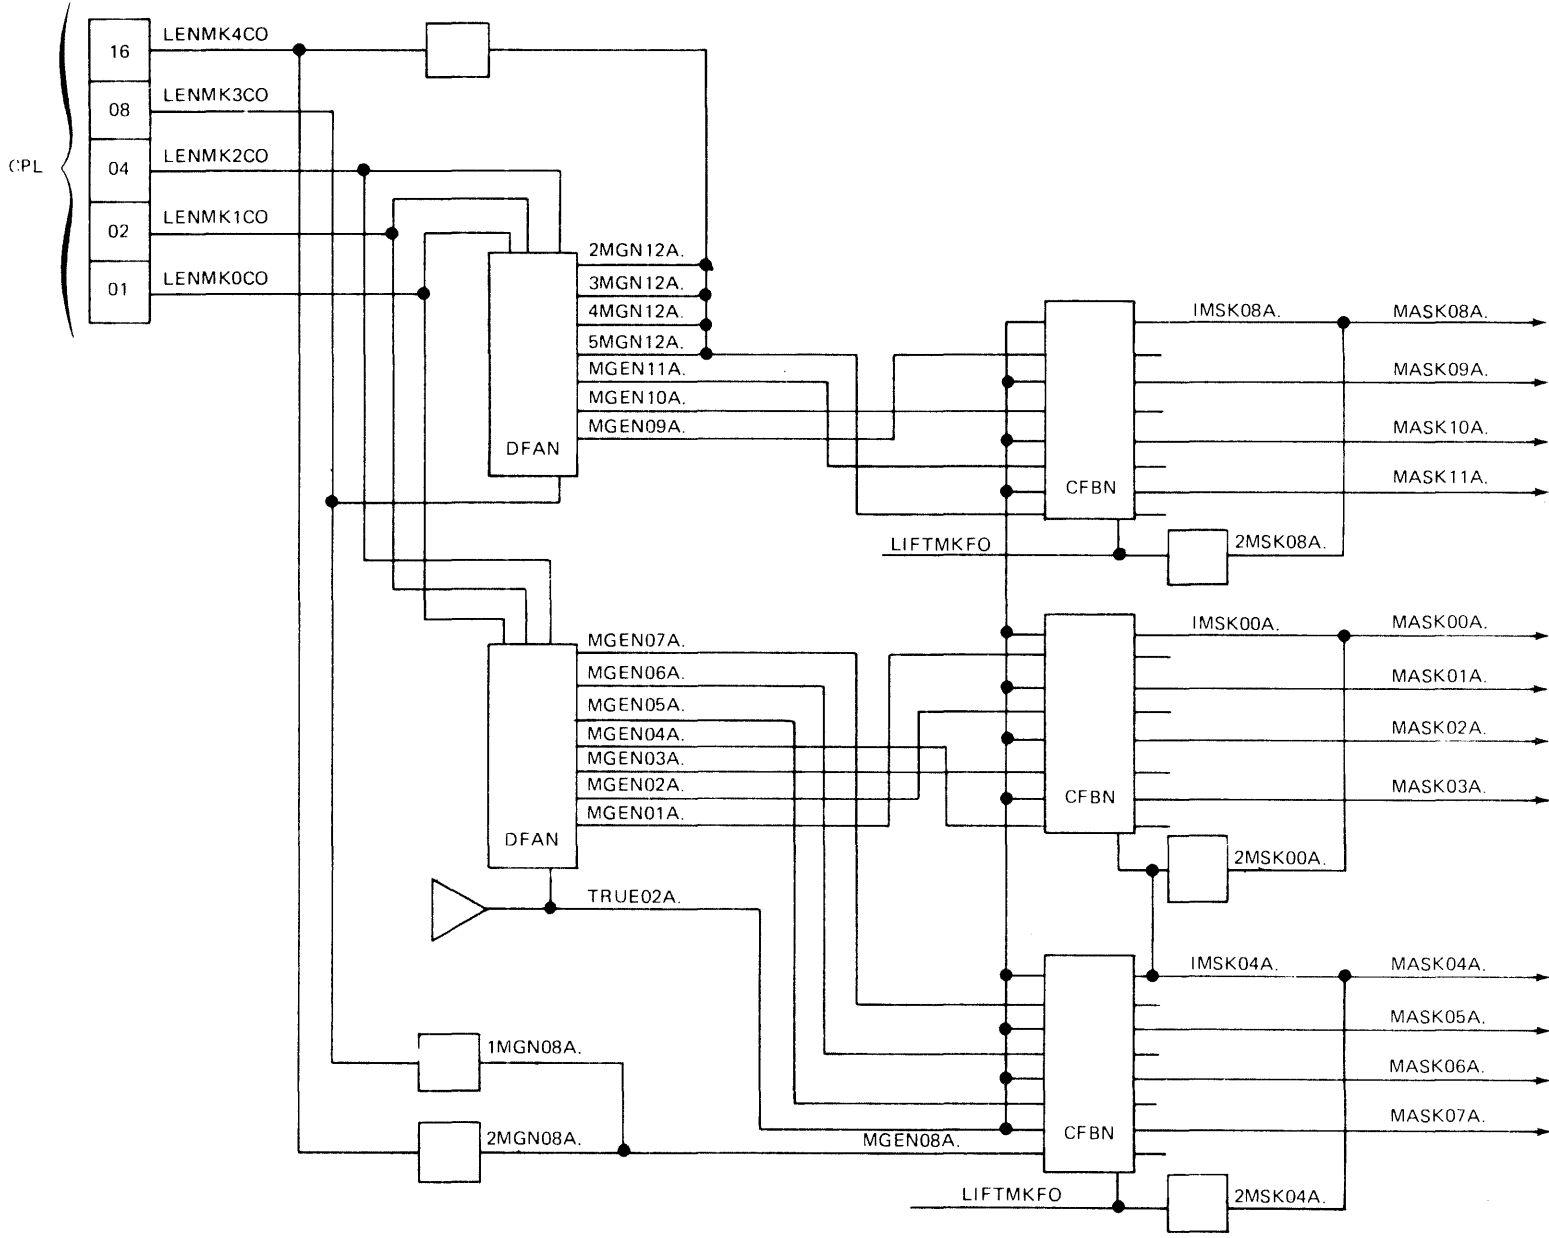 CPL
16
LENMK4CO
08
LENMK3CO
04
LENMK2CO
02
LENMK1CO
01
LENMK0CO
2MGN12A.
3MGN12A.
4MGN12A.
5MGN12A.
MGEN11A.
MGEN10A.
MGEN09A.
DFAN
IMSK08A.
MASK08A.
MASK09A.
MASK10A.
MASK11A.
CFBN
LIFTMKFO
2MSK08A.
MGEN07A.
MGEN06A.
MGEN05A.
MGEN04A.
MGEN03A.
MGEN02A.
MGEN01A.
DFAN
TRUE02A.
IMSK00A.
MASK00A.
MASK01A.
MASK02A.
MASK03A.
CFBN
2MSK00A.
1MGN08A.
2MGN08A.
MGEN08A.
IMSK04A.
MASK04A.
MASK05A.
MASK06A.
MASK07A.
CFBN
LIFTMKFO
2MSK04A.